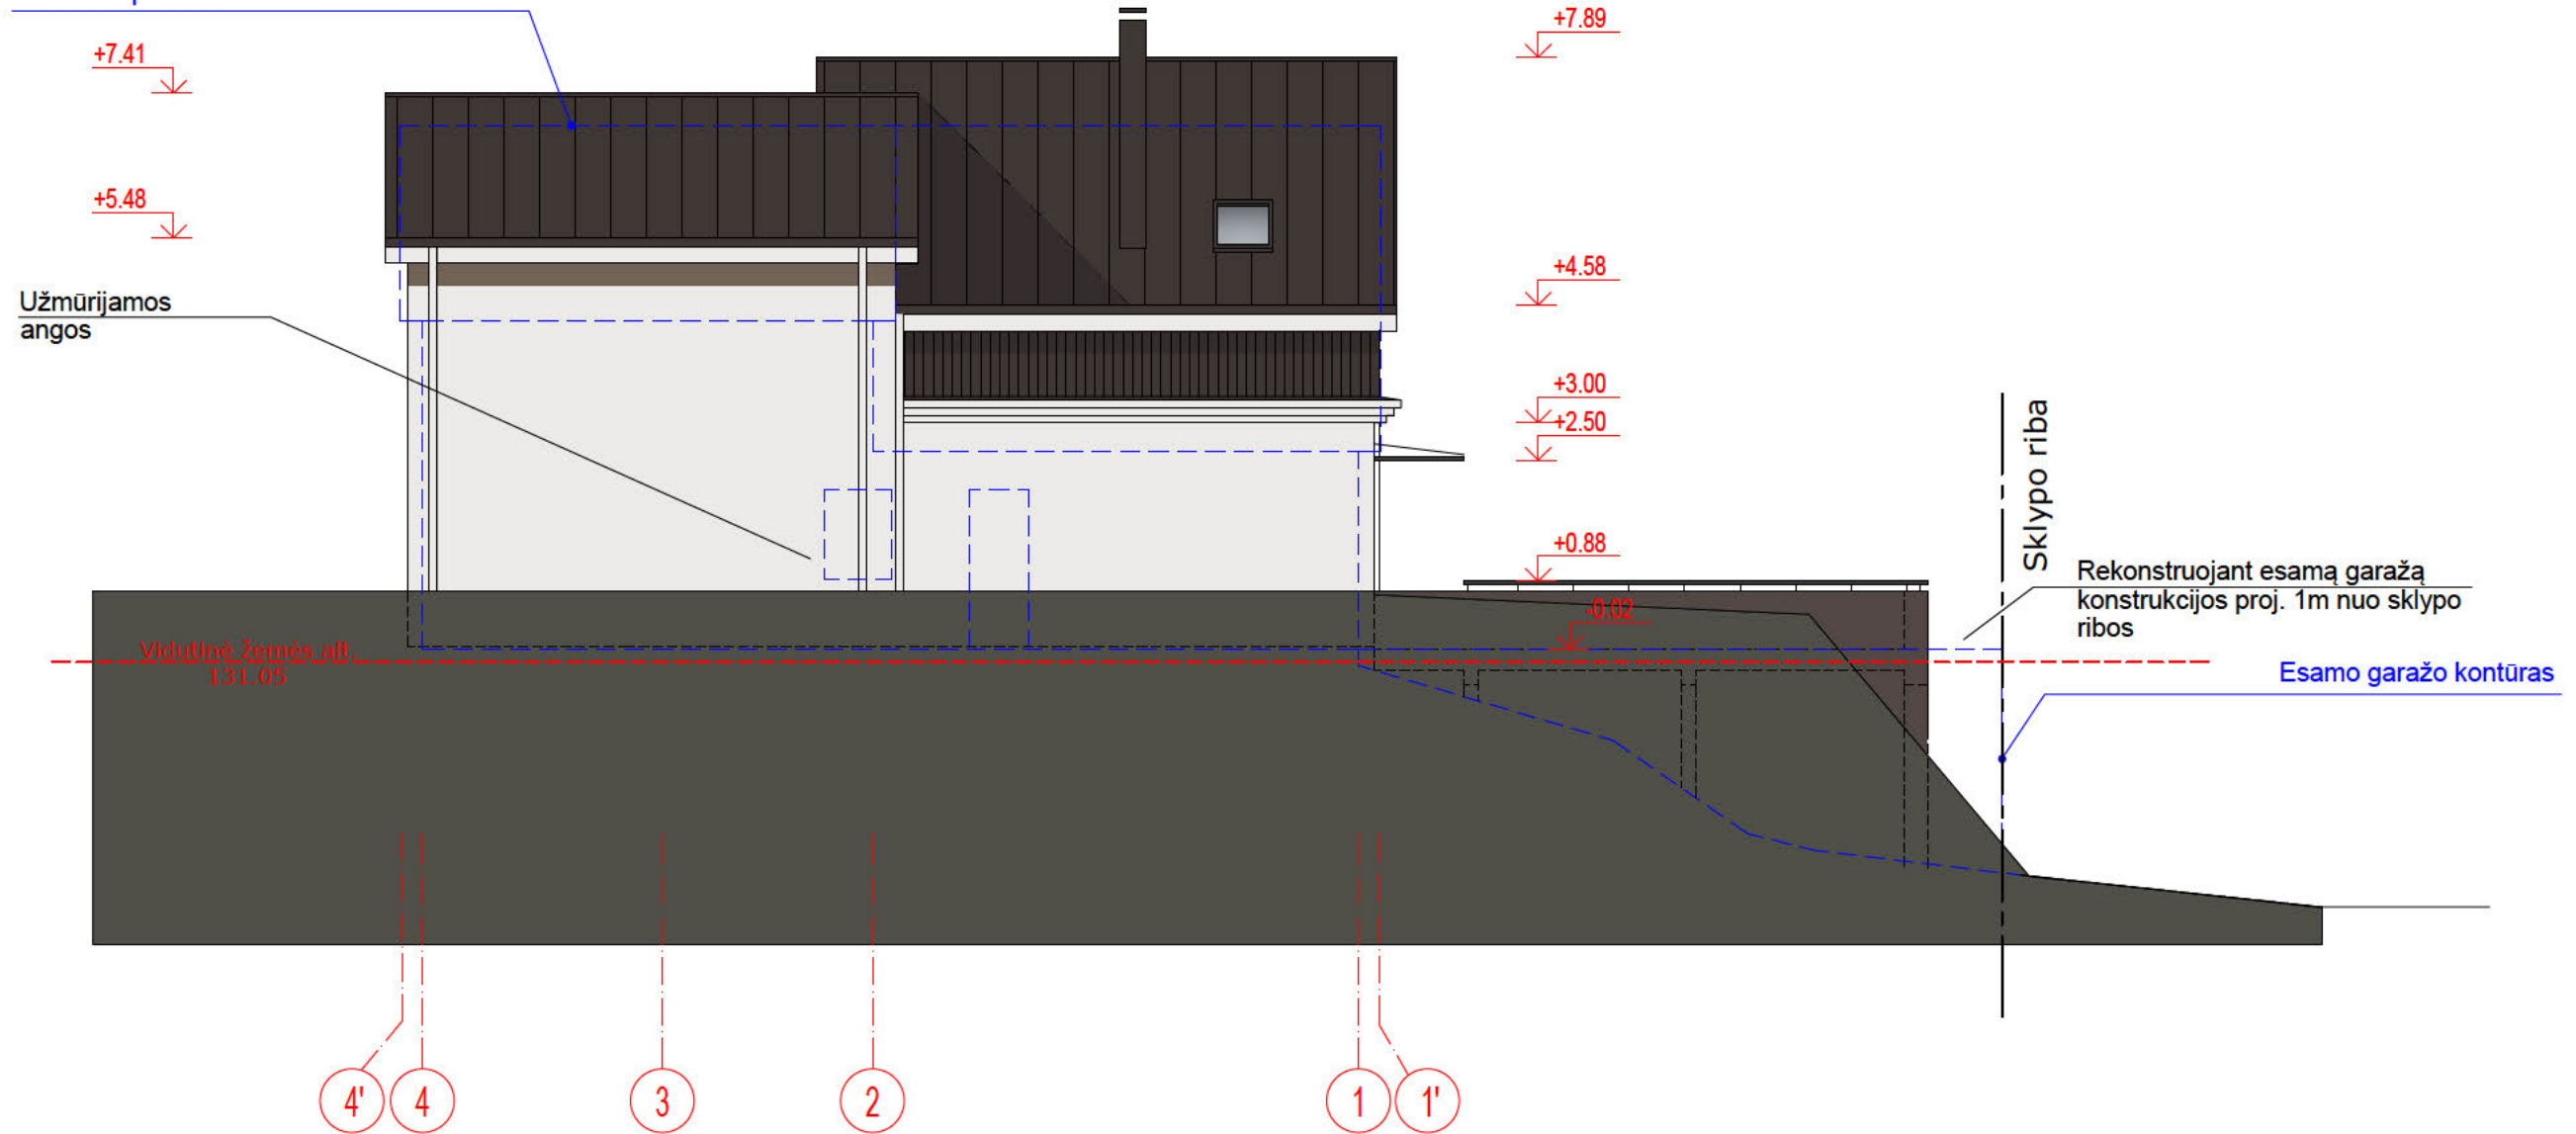 +7.89
+7.41
+5.48
+4.58
Užmūrijamos
angos
+3.00
+2.50
Sklypo riba
+0.88
Rekonstruojant esamą garažą
konstrukcijos proj. 1m nuo sklypo
ribos
-0.02
Vidutinė žemės alt.
131.05
Esamo garažo kontūras
4'
4
3
2
1
1'